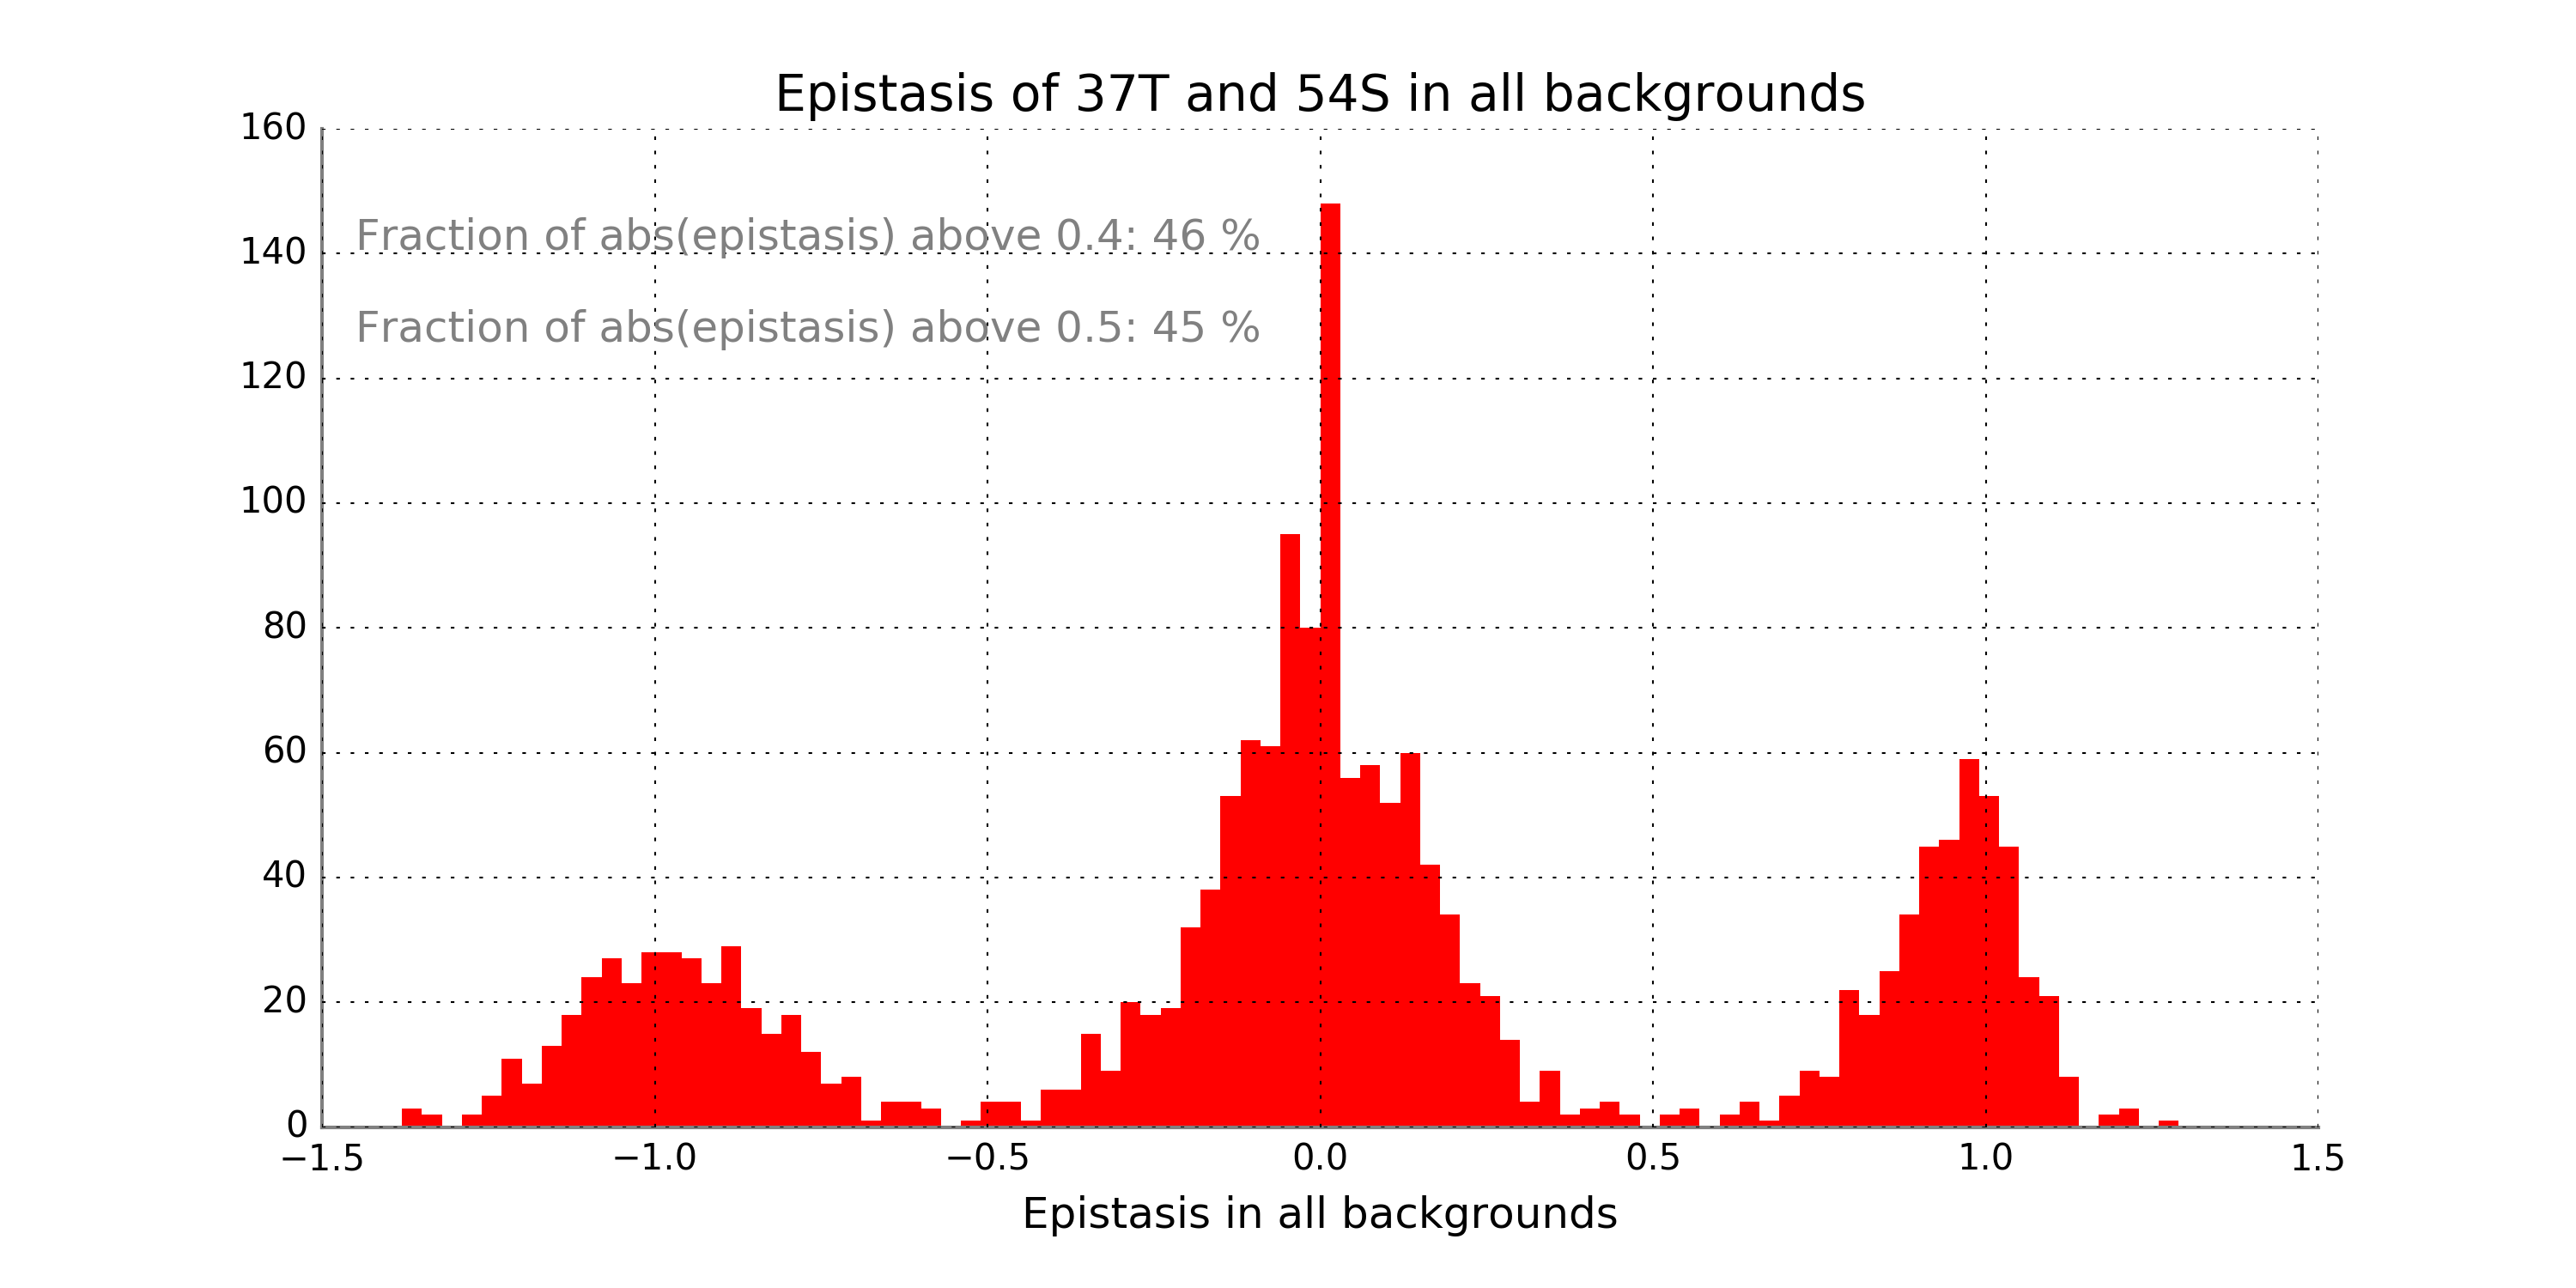 Epistasis of 37T and 54S in all backgrounds
160
Fraction of abs(epistasis) above 0.4: 46 %
140
Fraction of abs(epistasis) above 0.5: 45 %
120
100
80
60
40
20
0
−1.5 −1.0 −0.5 0.0 0.5 1.0 1.5
Epistasis in all backgrounds